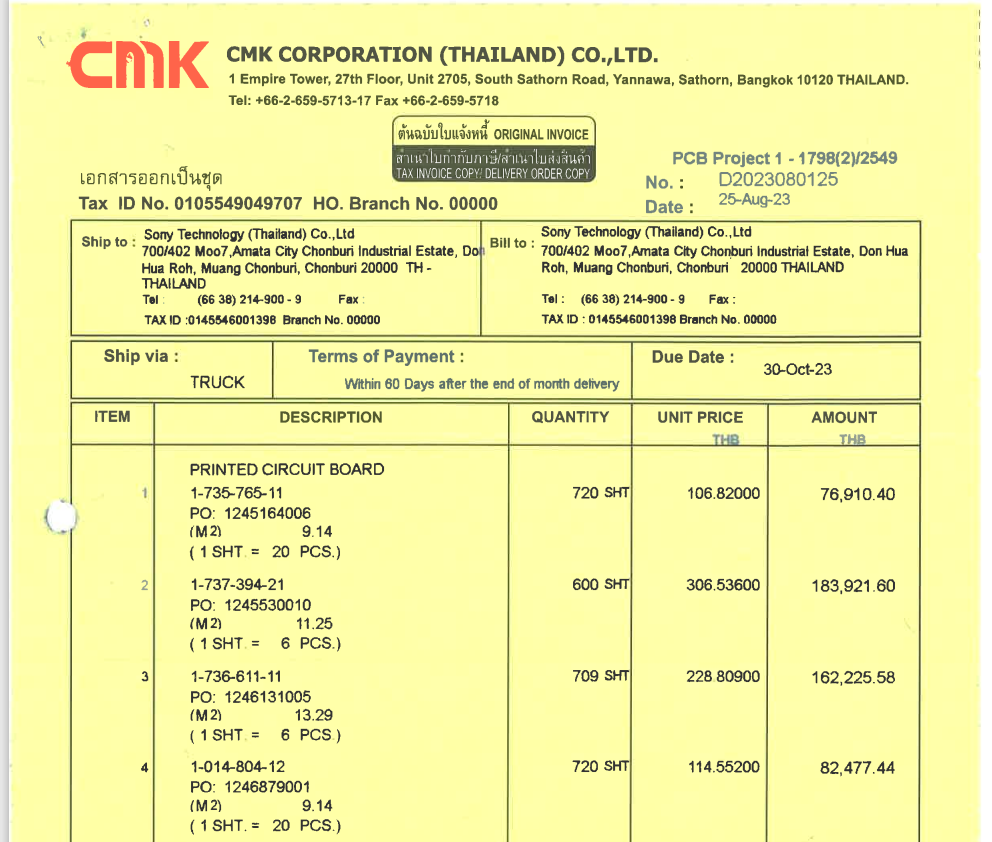 CMK
CMK CORPORATION (THAILAND) CO.,LTD.
1 Empire Tower, 27th Floor, Unit 2705, South Sathorn Road, Yannawa, Sathorn, Bangkok 10120 THAILAND.
Tel: +66-2-659-5713-17 Fax +66-2-659-5718
ต้นฉบับใบแจ้งหนี้ ORIGINAL INVOICE
สำเนาใบกำกับภาษี/สำเนาใบส่งสินค้า
TAX INVOICE COPY/ DELIVERY ORDER COPY
PCB Project 1 - 1798(2)/2549
เอกสารออกเป็นชุด
No. : D2023080125
Tax ID No. 0105549049707 HO. Branch No. 00000
Date : 25-Aug-23
Ship to : Sony Technology (Thailand) Co.,Ltd
700/402 Moo7,Amata City Chonburi Industrial Estate, Don
Hua Roh, Muang Chonburi, Chonburi 20000 TH -
THAILAND
Tel : (66 38) 214-900 - 9 Fax :
TAX ID :0145546001398 Branch No. 00000
Bill to : Sony Technology (Thailand) Co.,Ltd
700/402 Moo7,Amata City Chonburi Industrial Estate, Don Hua
Roh, Muang Chonburi, Chonburi 20000 THAILAND
Tel : (66 38) 214-900 - 9 Fax :
TAX ID : 0145546001398 Branch No. 00000
Ship via :
TRUCK
Terms of Payment :
Within 60 Days after the end of month delivery
Due Date :
30-Oct-23
ITEM DESCRIPTION QUANTITY UNIT PRICE AMOUNT
THB THB
PRINTED CIRCUIT BOARD
1 1-735-765-11 720 SHT 106.82000 76,910.40
PO: 1245164006
(M2) 9.14
( 1 SHT. = 20 PCS.)
2 1-737-394-21 600 SHT 306.53600 183,921.60
PO: 1245530010
(M2) 11.25
( 1 SHT. = 6 PCS.)
3 1-736-611-11 709 SHT 228.80900 162,225.58
PO: 1246131005
(M2) 13.29
( 1 SHT. = 6 PCS.)
4 1-014-804-12 720 SHT 114.55200 82,477.44
PO: 1246879001
(M2) 9.14
( 1 SHT. = 20 PCS.)